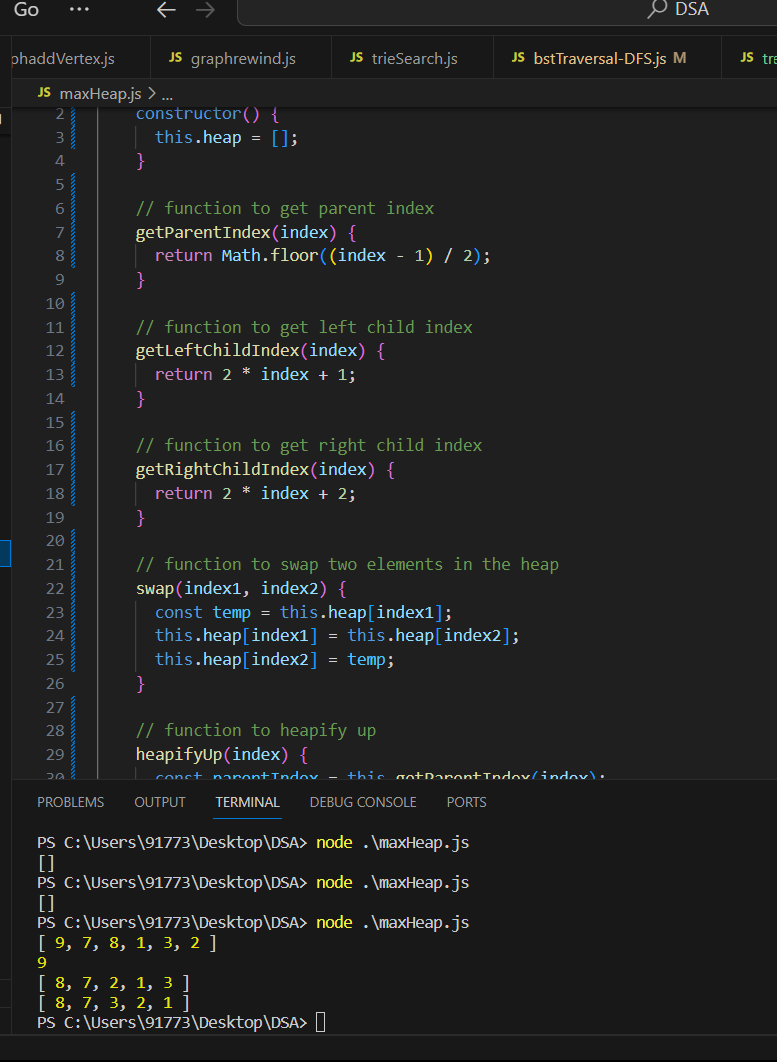 Go ··· ← → DSA
phaddVertex.js JS graphrewind.js JS trieSearch.js JS bstTraversal-DFS.js M JS tre
JS maxHeap.js > ...
2 constructor() {
3 this.heap = [];
4 }
5
6 // function to get parent index
7 getParentIndex(index) {
8 return Math.floor((index - 1) / 2);
9 }
10
11 // function to get left child index
12 getLeftChildIndex(index) {
13 return 2 * index + 1;
14 }
15
16 // function to get right child index
17 getRightChildIndex(index) {
18 return 2 * index + 2;
19 }
20
21 // function to swap two elements in the heap
22 swap(index1, index2) {
23 const temp = this.heap[index1];
24 this.heap[index1] = this.heap[index2];
25 this.heap[index2] = temp;
26 }
27
28 // function to heapify up
29 heapifyUp(index) {
30 const parentIndex = this.getParentIndex(index);
PROBLEMS OUTPUT TERMINAL DEBUG CONSOLE PORTS
PS C:\Users\91773\Desktop\DSA> node .\maxHeap.js
[]
PS C:\Users\91773\Desktop\DSA> node .\maxHeap.js
[]
PS C:\Users\91773\Desktop\DSA> node .\maxHeap.js
[ 9, 7, 8, 1, 3, 2 ]
9
[ 8, 7, 2, 1, 3 ]
[ 8, 7, 3, 2, 1 ]
PS C:\Users\91773\Desktop\DSA>